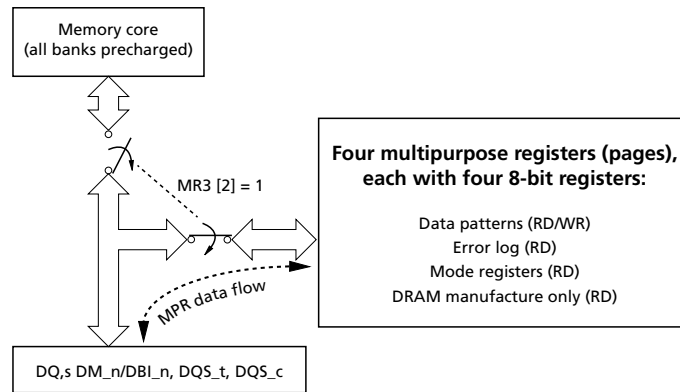 Memory core
(all banks precharged)
MR3 [2] = 1
Four multipurpose registers (pages),
each with four 8-bit registers:
Data patterns (RD/WR)
Error log (RD)
Mode registers (RD)
DRAM manufacture only (RD)
MPR data flow
DQ,s DM_n/DBI_n, DQS_t, DQS_c